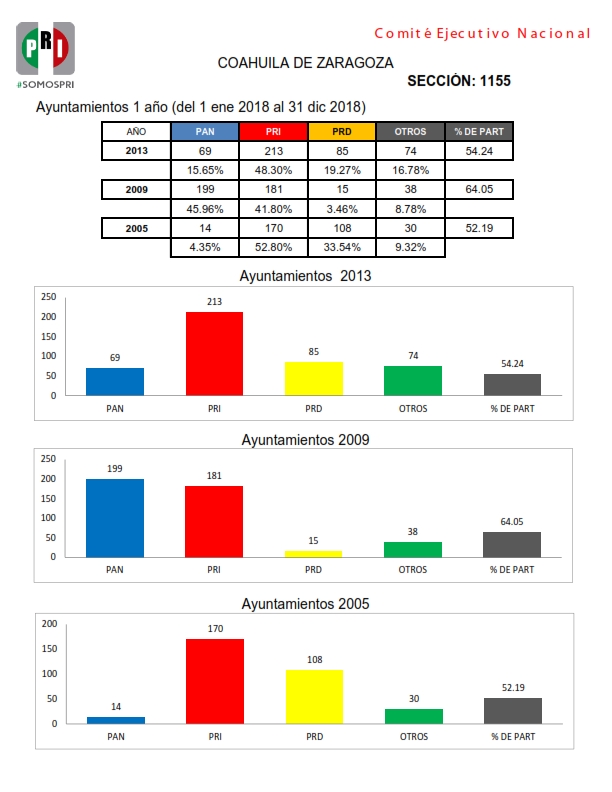 Comité Ejecutivo Nacional
PRI
#SOMOSPRI
COAHUILA DE ZARAGOZA
SECCIÓN: 1155
Ayuntamientos 1 año (del 1 ene 2018 al 31 dic 2018)
AÑO PAN PRI PRD OTROS % DE PART
2013 69 213 85 74 54.24
15.65% 48.30% 19.27% 16.78%
2009 199 181 15 38 64.05
45.96% 41.80% 3.46% 8.78%
2005 14 170 108 30 52.19
4.35% 52.80% 33.54% 9.32%
Ayuntamientos 2013
250
200
150
100
50
0
69 213 85 74 54.24
PAN PRI PRD OTROS % DE PART
Ayuntamientos 2009
250
200
150
100
50
0
199 181 15 38 64.05
PAN PRI PRD OTROS % DE PART
Ayuntamientos 2005
200
150
100
50
0
14 170 108 30 52.19
PAN PRI PRD OTROS % DE PART